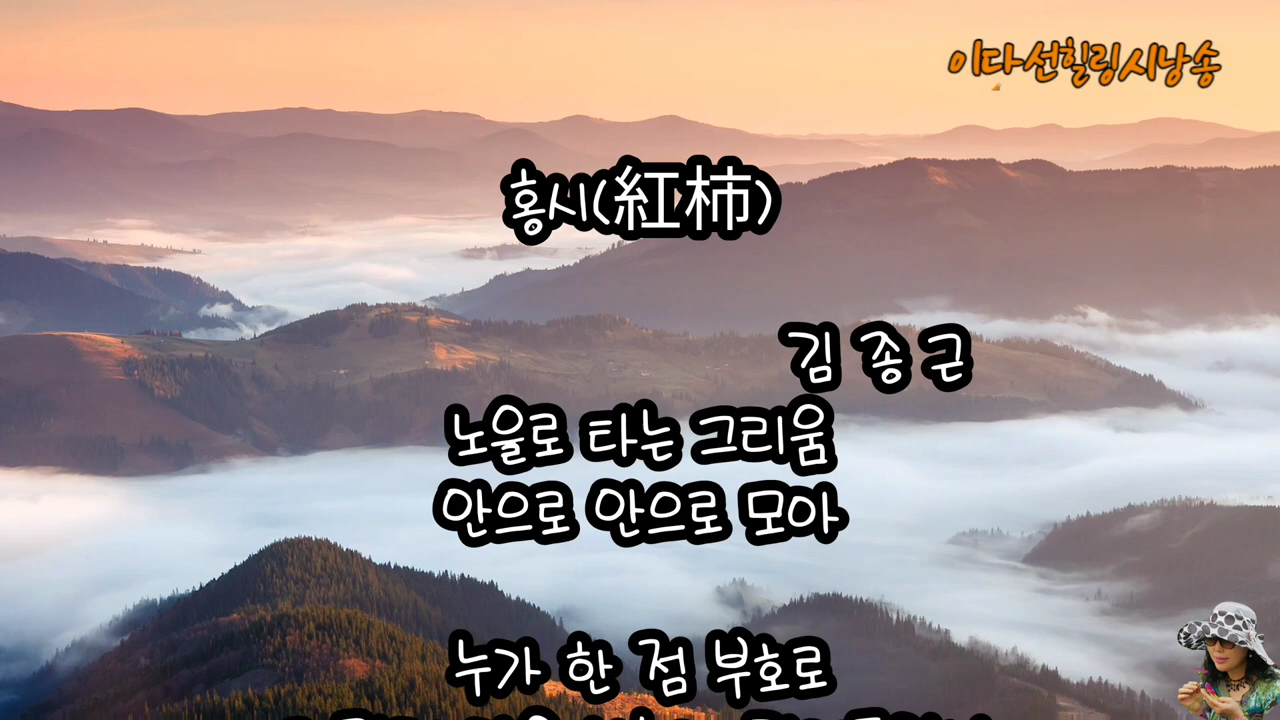 이다선힐링시낭송
홍시(紅柿)
김 종 근
노을로 타는 그리움
안으로 안으로 모아
누가 한 점 부호로